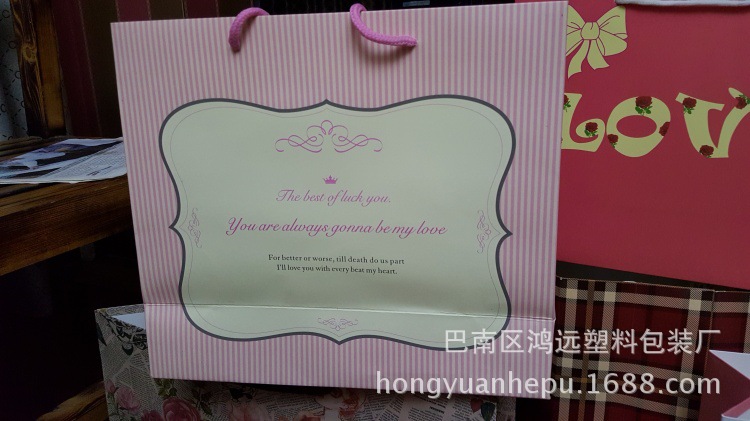 The best of luck you.
You are always gonna be my love
For better or worse, till death do us part
I'll love you with every beat my heart.
LOV
巴南区鸿远塑料包装厂
hongyuanhepu.1688.com